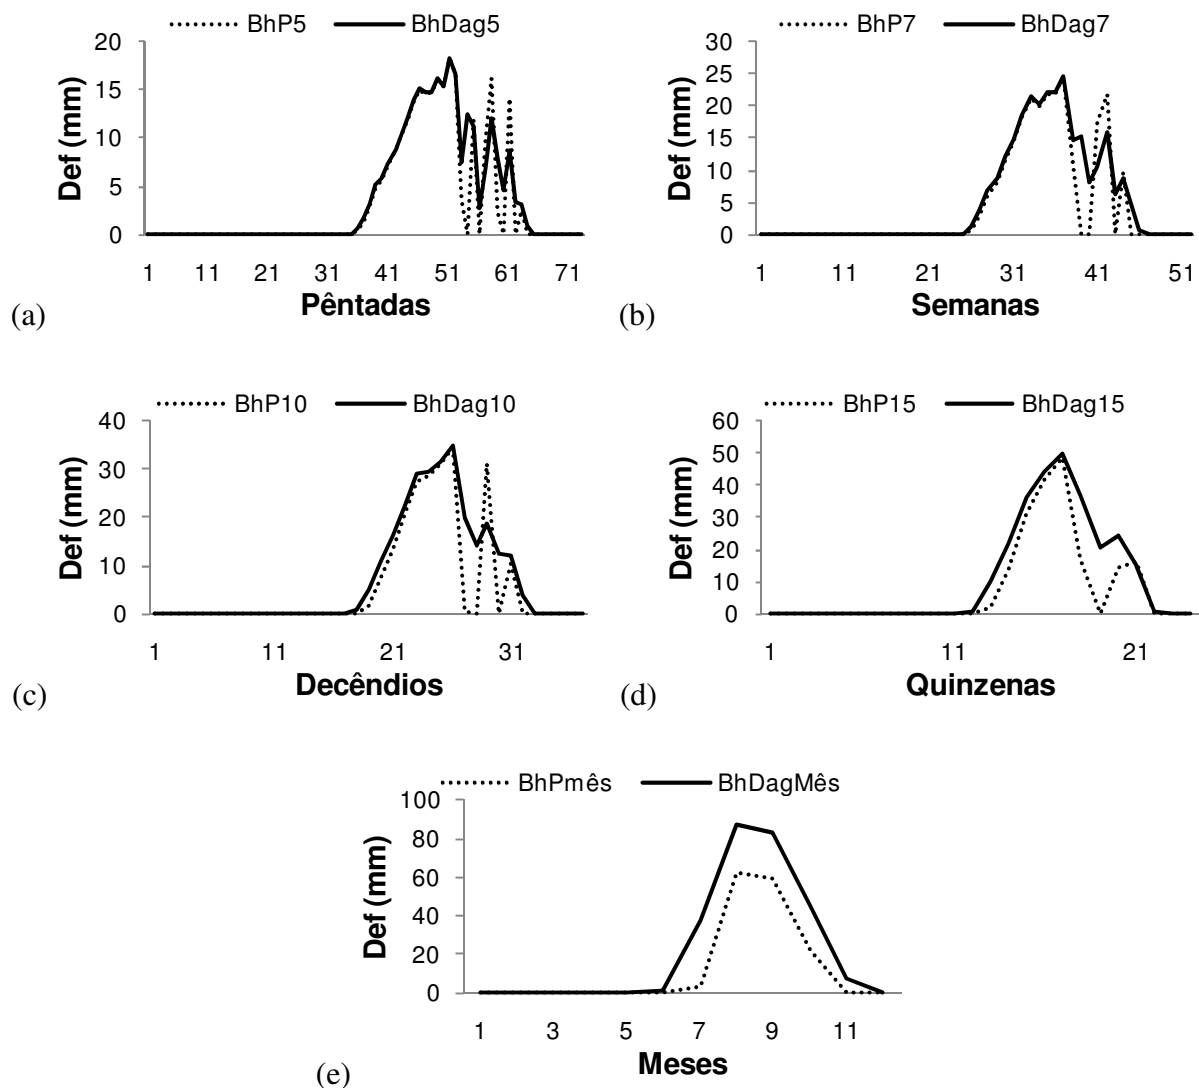 BhP5 BhDag5
20
15
10
5
0
Def (mm)
1 11 21 31 41 51 61 71
Pêntadas
(a)
BhP7 BhDag7
30
25
20
15
10
5
0
Def (mm)
1 11 21 31 41 51
Semanas
(b)
BhP10 BhDag10
40
30
20
10
0
Def (mm)
1 11 21 31
Decêndios
(c)
BhP15 BhDag15
60
50
40
30
20
10
0
Def (mm)
1 11 21
Quinzenas
(d)
BhPmês BhDagMês
100
80
60
40
20
0
Def (mm)
1 3 5 7 9 11
Meses
(e)